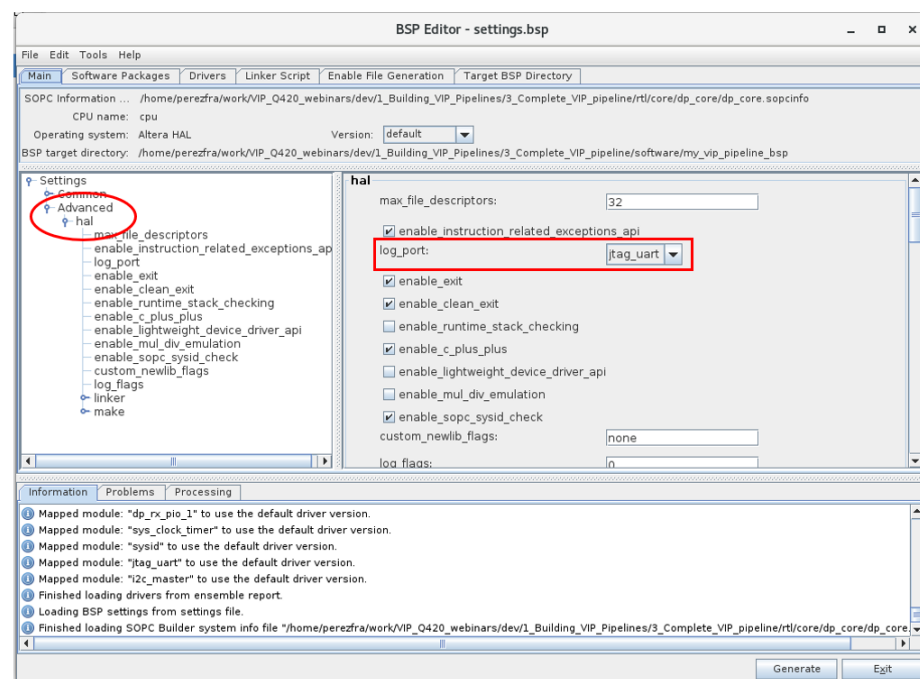 BSP Editor - settings.bsp
File Edit Tools Help
Main Software Packages Drivers Linker Script Enable File Generation Target BSP Directory
SOPC Information ... /home/perezfra/work/VIP_Q420_webinars/dev/1_Building_VIP_Pipelines/3_Complete_VIP_pipeline/rtl/core/dp_core/dp_core.sopcinfo
CPU name: cpu
Operating system: Altera HAL Version: default
BSP target directory: /home/perezfra/work/VIP_Q420_webinars/dev/1_Building_VIP_Pipelines/3_Complete_VIP_pipeline/software/my_vip_pipeline_bsp
Settings
Common
Advanced
hal
max_file_descriptors
enable_instruction_related_exceptions_ap
log_port
enable_exit
enable_clean_exit
enable_runtime_stack_checking
enable_c_plus_plus
enable_lightweight_device_driver_api
enable_mul_div_emulation
enable_sopc_sysid_check
custom_newlib_flags
log_flags
linker
make
hal
max_file_descriptors: 32
enable_instruction_related_exceptions_api
log_port: jtag_uart
enable_exit
enable_clean_exit
enable_runtime_stack_checking
enable_c_plus_plus
enable_lightweight_device_driver_api
enable_mul_div_emulation
enable_sopc_sysid_check
custom_newlib_flags: none
log_flags: 0
Information Problems Processing
Mapped module: "dp_rx_pio_1" to use the default driver version.
Mapped module: "sys_clock_timer" to use the default driver version.
Mapped module: "sysid" to use the default driver version.
Mapped module: "jtag_uart" to use the default driver version.
Mapped module: "i2c_master" to use the default driver version.
Finished loading drivers from ensemble report.
Loading BSP settings from settings file.
Finished loading SOPC Builder system info file "/home/perezfra/work/VIP_Q420_webinars/dev/1_Building_VIP_Pipelines/3_Complete_VIP_pipeline/rtl/core/dp_core/dp_core.
Generate Exit